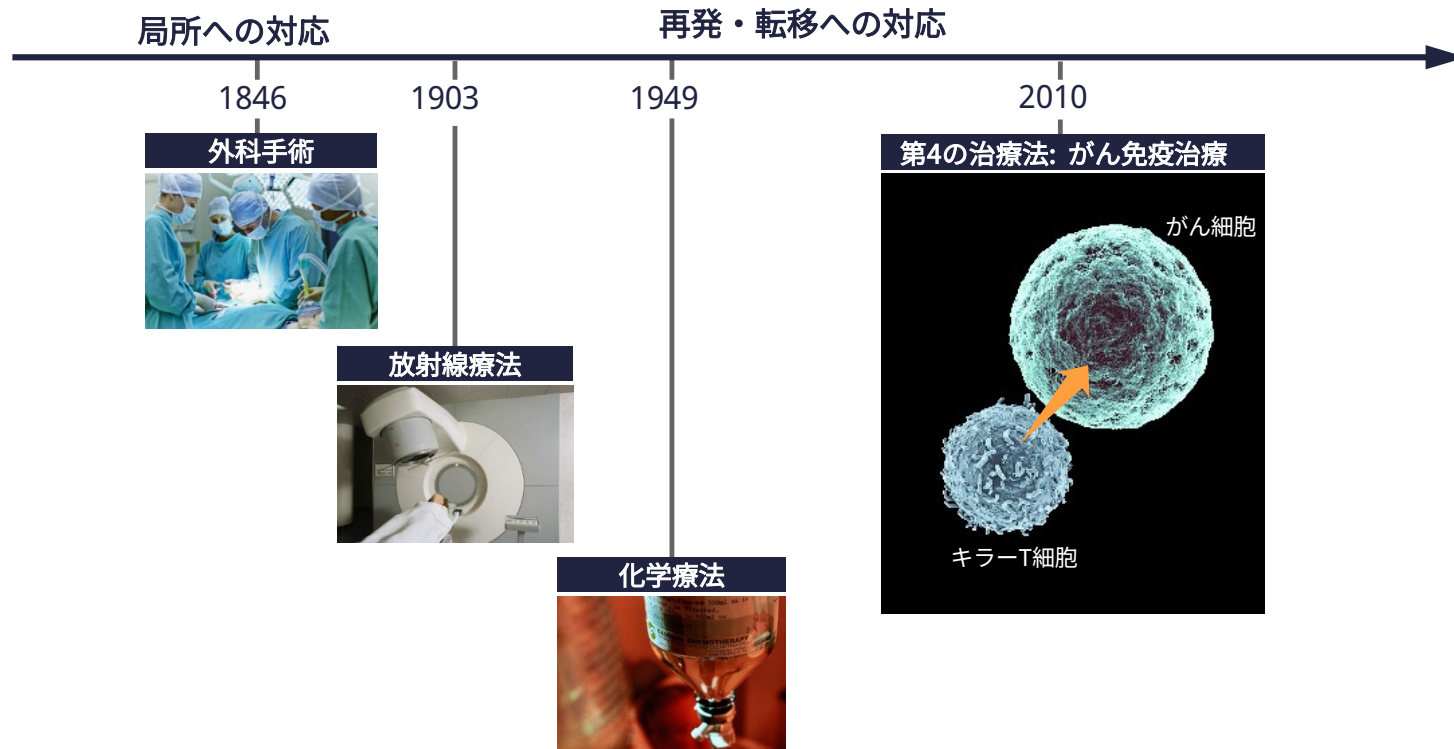 局所への対応
再発・転移への対応
1846
1903
1949
2010
外科手術
第4の治療法: がん免疫治療
がん細胞
放射線療法
キラーT細胞
化学療法
CHEMOTHERAPY